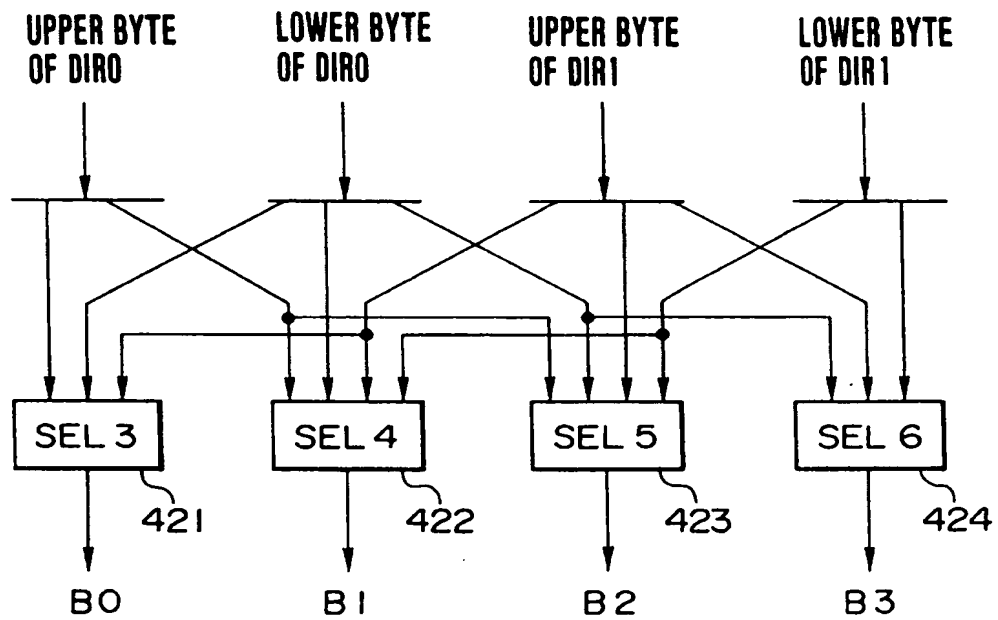 UPPER BYTE
OF DIR0
LOWER BYTE
OF DIR0
UPPER BYTE
OF DIR1
LOWER BYTE
OF DIR1
SEL 3
SEL 4
SEL 5
SEL 6
421
422
423
424
B0
B1
B2
B3